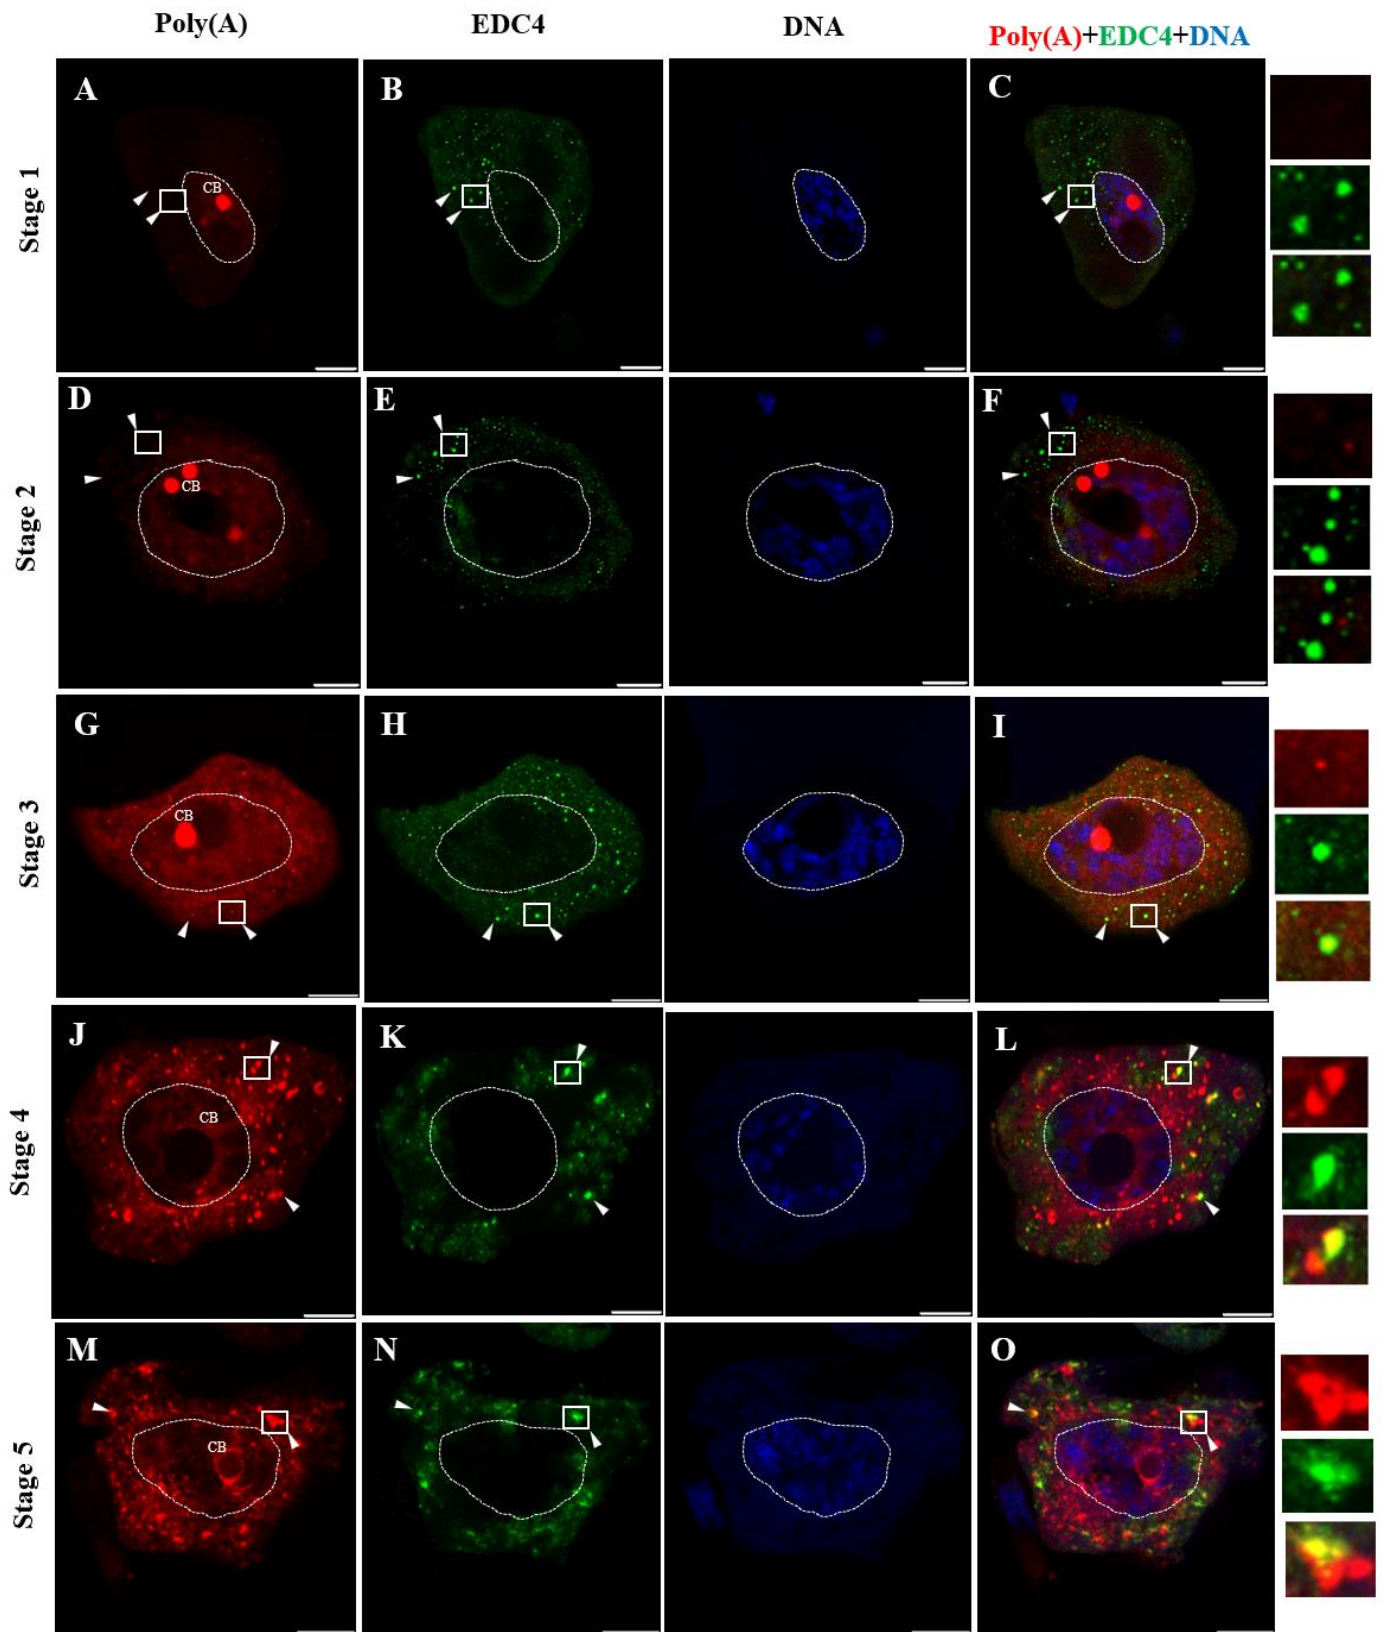 Poly(A) EDC4 DNA Poly(A)+EDC4+DNA
Stage 1
A B C
CB
Stage 2
D E F
CB
Stage 3
G H I
CB
Stage 4
J K L
CB
Stage 5
M N O
CB